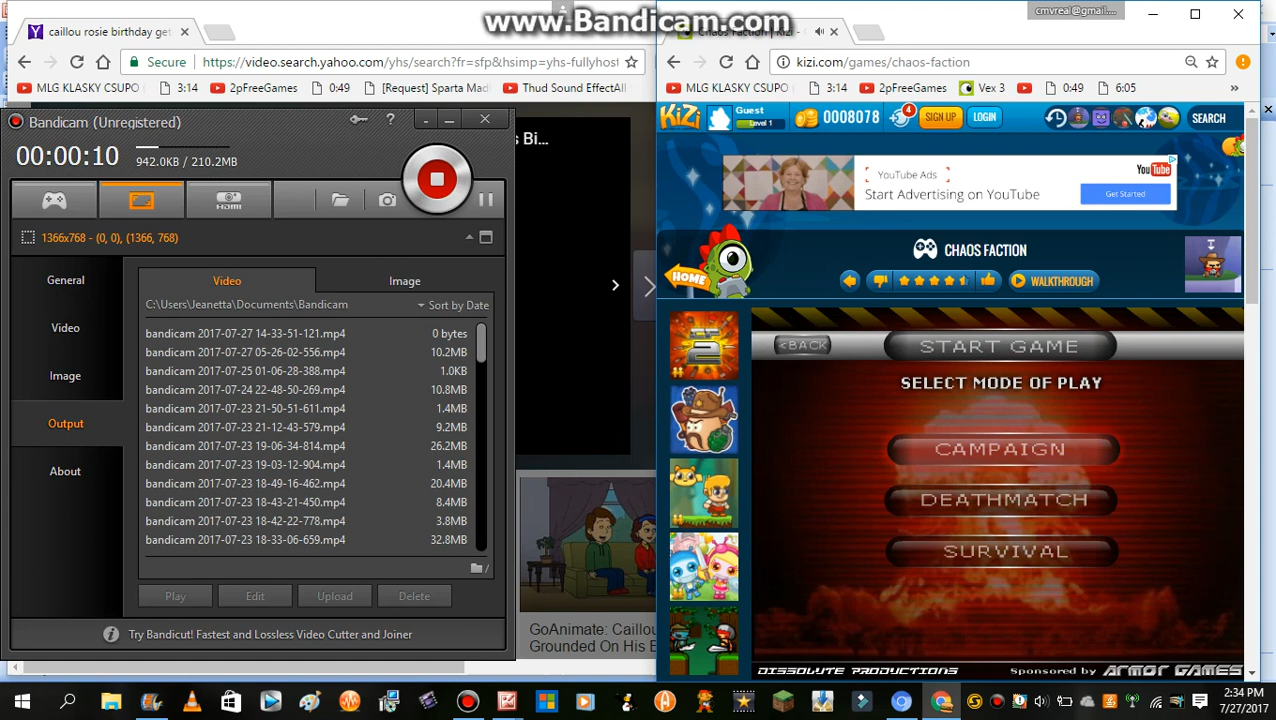 www.Bandicam.com
cmvreal@gmail....
caillou rosie birthday get
Secure
https://video.search.yahoo.com/yhs/search?fr=sfp&hsimp=yhs-fullyhost
MLG KLASKY CSUPO
3:14
2pFreeGames
0:49
[Request] Sparta Mad
Thud Sound EffectAll
Chaos Faction | Kizi -
kizi.com/games/chaos-faction
MLG KLASKY CSUPO
3:14
2pFreeGames
Vex 3
0:49
6:05
Bandicam (Unregistered)
00:00:10
942.0KB / 210.2MB
HDMI
1366x768 - (0, 0), (1366, 768)
General
Video
Image
Output
About
Video
Image
C:\Users\Jeanetta\Documents\Bandicam
Sort by Date
bandicam 2017-07-27 14-33-51-121.mp4 0 bytes
bandicam 2017-07-27 05-26-02-556.mp4 10.2MB
bandicam 2017-07-25 01-06-28-388.mp4 1.0KB
bandicam 2017-07-24 22-48-50-269.mp4 10.8MB
bandicam 2017-07-23 21-50-51-611.mp4 1.4MB
bandicam 2017-07-23 21-12-43-579.mp4 9.2MB
bandicam 2017-07-23 19-06-34-814.mp4 26.2MB
bandicam 2017-07-23 19-03-12-904.mp4 1.4MB
bandicam 2017-07-23 18-49-16-462.mp4 20.4MB
bandicam 2017-07-23 18-43-21-450.mp4 8.4MB
bandicam 2017-07-23 18-42-22-778.mp4 3.8MB
bandicam 2017-07-23 18-33-06-659.mp4 32.8MB
Play
Edit
Upload
Delete
Try Bandicut! Fastest and Lossless Video Cutter and Joiner
s Bi...
GoAnimate: Caillou
Grounded On His B
KIZI
Guest
Level 1
0008078
4
SIGN UP
LOGIN
SEARCH
YouTube Ads
Start Advertising on YouTube
YouTube
Get Started
HOME
CHAOS FACTION
WALKTHROUGH
2
<BACK
START GAME
SELECT MODE OF PLAY
CAMPAIGN
DEATHMATCH
SURVIVAL
DISSOLUTE PRODUCTIONS
Sponsored by ARMOR GAMES
2:34 PM
7/27/2017